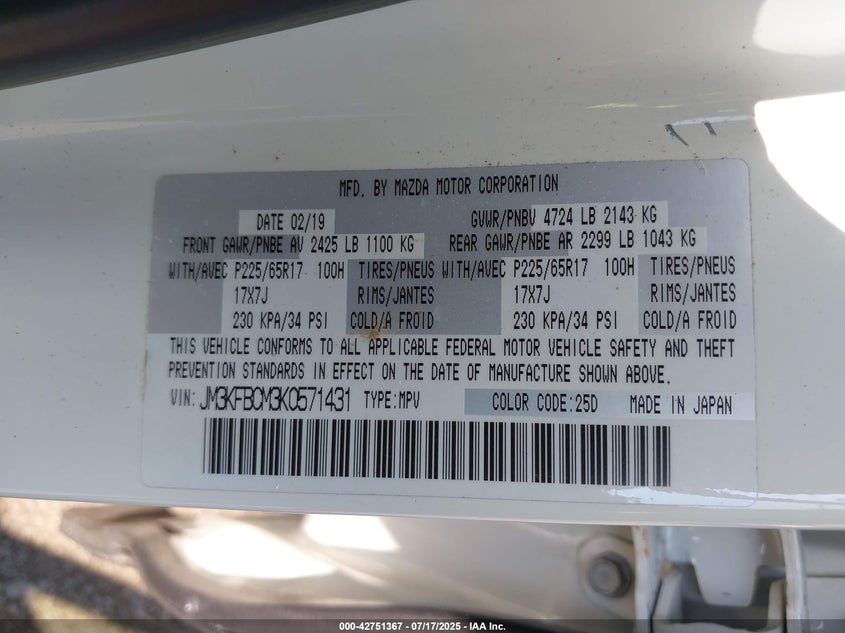 MFD. BY MAZDA MOTOR CORPORATION
DATE 02/19 GVWR/PNBV 4724 LB 2143 KG
FRONT GAWR/PNBE AV 2425 LB 1100 KG REAR GAWR/PNBE AR 2299 LB 1043 KG
WITH/AVEC P225/65R17 100H TIRES/PNEUS WITH/AVEC P225/65R17 100H TIRES/PNEUS
17X7J RIMS/JANTES 17X7J RIMS/JANTES
230 KPA/34 PSI COLD/A FROID 230 KPA/34 PSI COLD/A FROID
THIS VEHICLE CONFORMS TO ALL APPLICABLE FEDERAL MOTOR VEHICLE SAFETY AND THEFT
PREVENTION STANDARDS IN EFFECT ON THE DATE OF MANUFACTURE SHOWN ABOVE.
VIN: JM3KFBCM3K0571431 TYPE:MPV COLOR CODE:25D MADE IN JAPAN
000-42751367 - 07/17/2025 - IAA Inc.